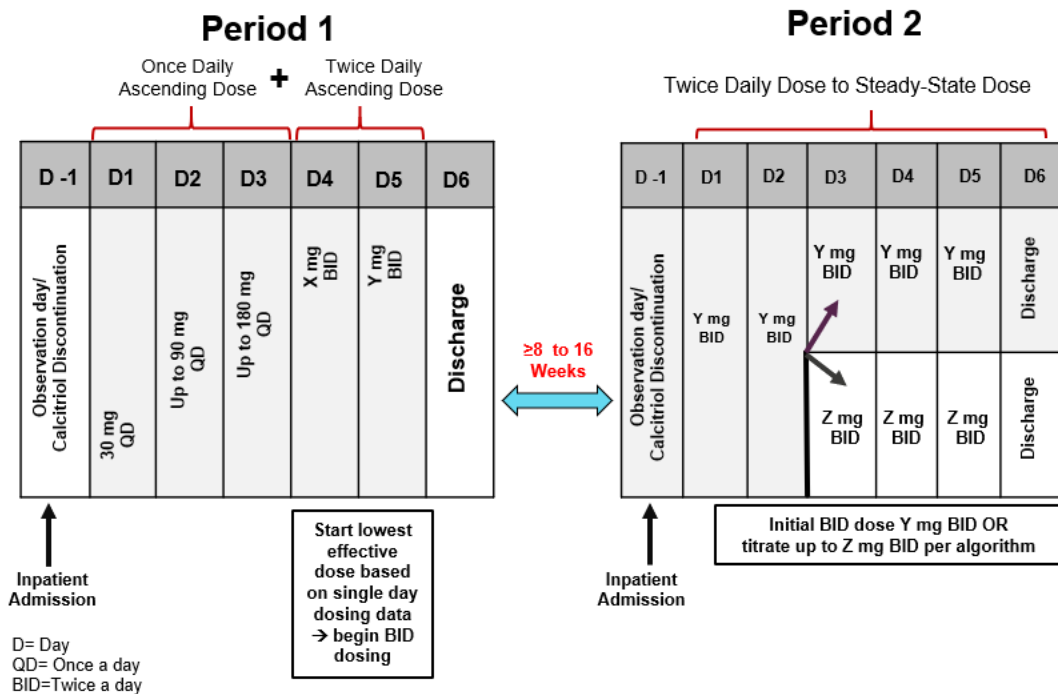 Period 1
Once Daily
Ascending Dose
+
Twice Daily
Ascending Dose
D -1
D1
D2
D3
D4
D5
D6
Observation day/
Calcitriol Discontinuation
30 mg
QD
Up to 90 mg
QD
Up to 180 mg
QD
X mg
BID
Y mg
BID
Discharge
Inpatient
Admission
Start lowest
effective
dose based
on single day
dosing data
→ begin BID
dosing
D= Day
QD= Once a day
BID=Twice a day
≥8 to 16
Weeks
Period 2
Twice Daily Dose to Steady-State Dose
D -1
D1
D2
D3
D4
D5
D6
Observation day/
Calcitriol Discontinuation
Y mg
BID
Y mg
BID
Y mg
BID
Y mg
BID
Y mg
BID
Discharge
Z mg
BID
Z mg
BID
Z mg
BID
Discharge
Initial BID dose Y mg BID OR
titrate up to Z mg BID per algorithm
Inpatient
Admission